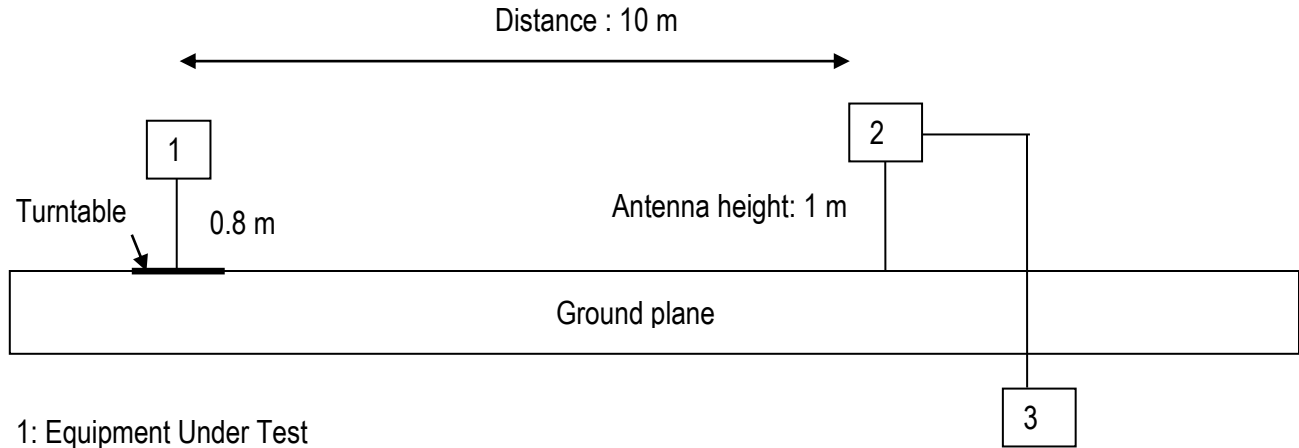 Distance : 10 m
1
2
Turntable
0.8 m
Antenna height: 1 m
Ground plane
3
1: Equipment Under Test